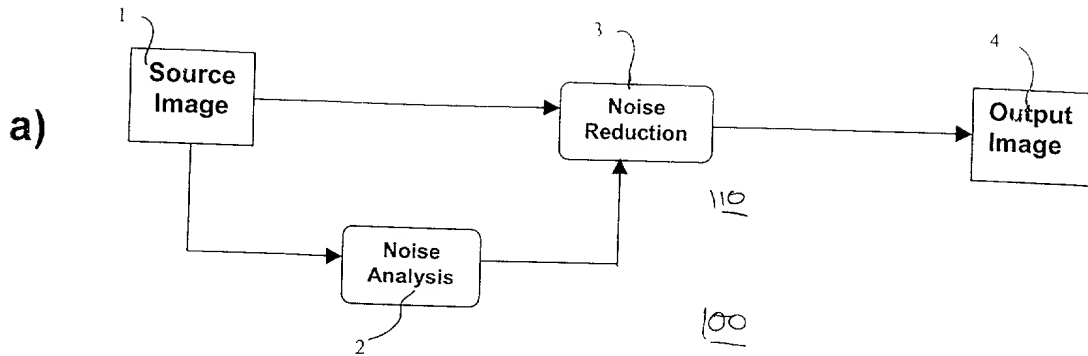 1
3
4
a)
Source
Image
Noise
Reduction
Output
Image
110
Noise
Analysis
2
100